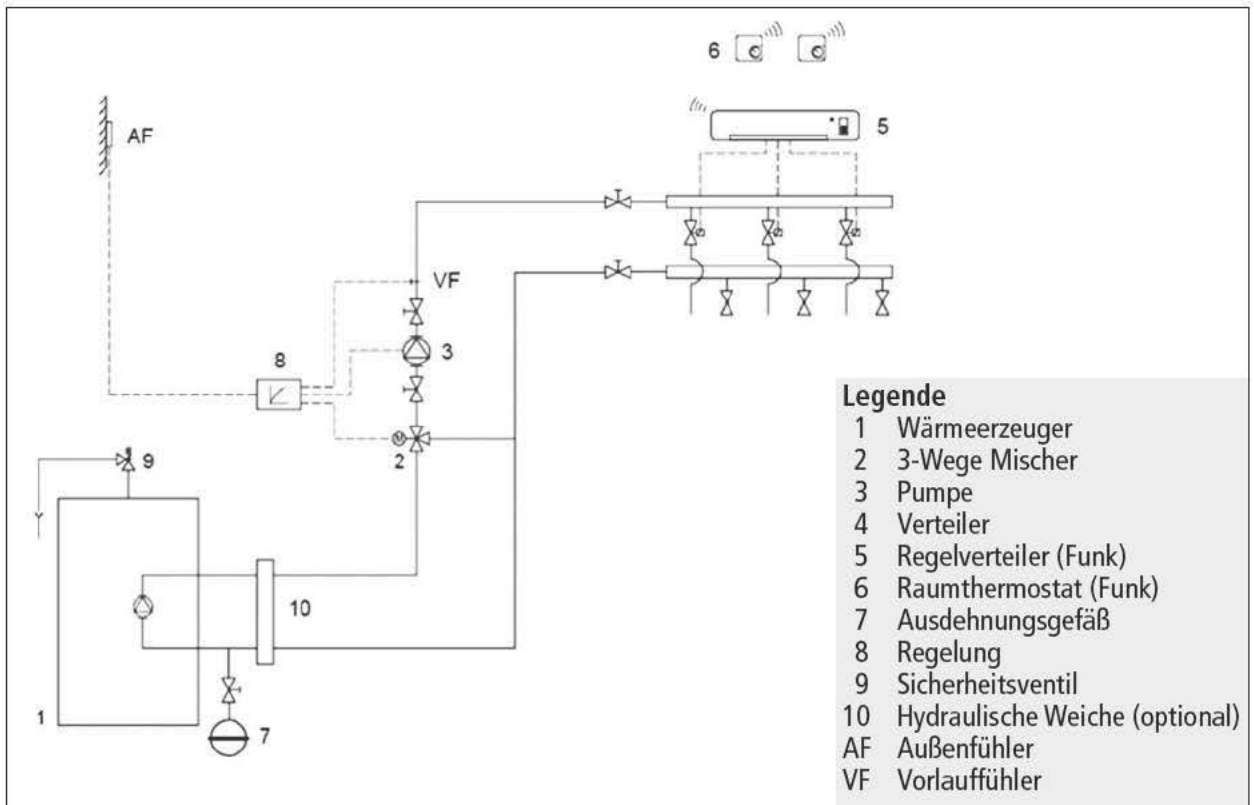 6
AF
5
VF
8
3
M
2
9
10
1
7
Legende
1 Wärmeerzeuger
2 3-Wege Mischer
3 Pumpe
4 Verteiler
5 Regelverteiler (Funk)
6 Raumthermostat (Funk)
7 Ausdehnungsgefäß
8 Regelung
9 Sicherheitsventil
10 Hydraulische Weiche (optional)
AF Außenfühler
VF Vorlauffühler